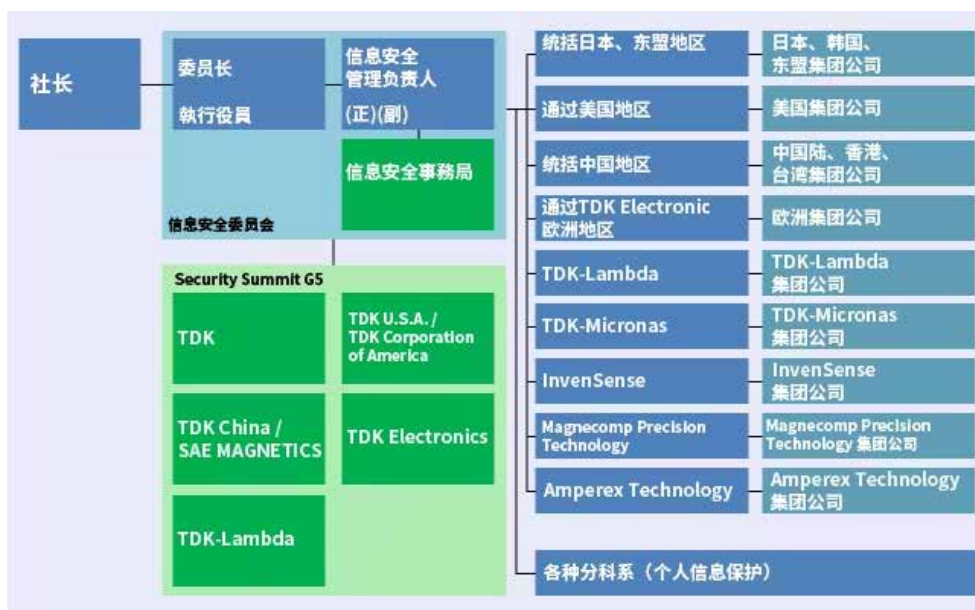 社长
委员长
執行役員
信息安全
管理负责人
(正)(副)
信息安全事務局
信息安全委员会
Security Summit G5
TDK
TDK U.S.A. /
TDK Corporation
of America
TDK China /
SAE MAGNETICS
TDK Electronics
TDK-Lambda
统括日本、东盟地区
日本、韩国、
东盟集团公司
通过美国地区
美国集团公司
统括中国地区
中国陆、香港、
台湾集团公司
通过TDK Electronic
欧洲地区
欧洲集团公司
TDK-Lambda
TDK-Lambda
集团公司
TDK-Micronas
TDK-Micronas
集团公司
InvenSense
InvenSense
集团公司
Magnecomp Precision
Technology
Magnecomp Precision
Technology 集团公司
Amperex Technology
Amperex Technology
集团公司
各种分科系（个人信息保护）